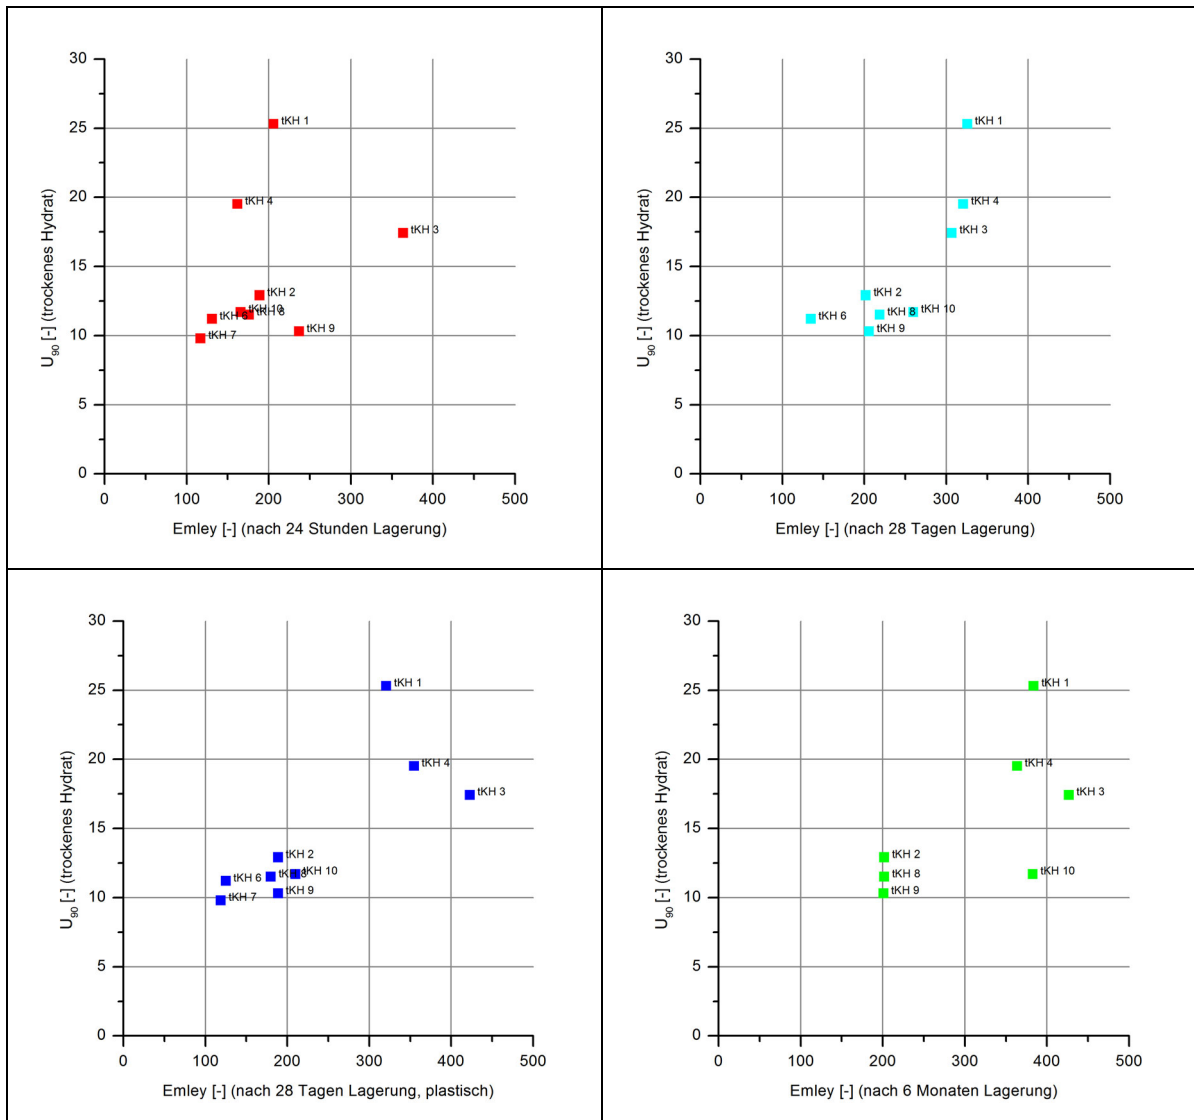 30
25
20
15
10
5
0
U90 [-] (trockenes Hydrat)
tKH 1
tKH 4
tKH 3
tKH 2
tKH 10
tKH 8
tKH 6
tKH 9
tKH 7
0 100 200 300 400 500
Emley [-] (nach 24 Stunden Lagerung)
30
25
20
15
10
5
0
U90 [-] (trockenes Hydrat)
tKH 1
tKH 4
tKH 3
tKH 2
tKH 10
tKH 8
tKH 6
tKH 9
0 100 200 300 400 500
Emley [-] (nach 28 Tagen Lagerung)
30
25
20
15
10
5
0
U90 [-] (trockenes Hydrat)
tKH 1
tKH 4
tKH 3
tKH 2
tKH 10
tKH 8
tKH 6
tKH 9
tKH 7
0 100 200 300 400 500
Emley [-] (nach 28 Tagen Lagerung, plastisch)
30
25
20
15
10
5
0
U90 [-] (trockenes Hydrat)
tKH 1
tKH 4
tKH 3
tKH 2
tKH 10
tKH 8
tKH 9
0 100 200 300 400 500
Emley [-] (nach 6 Monaten Lagerung)